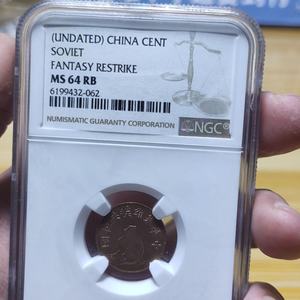 (UNDATED) CHINA CENT
SOVIET
FANTASY RESTRIKE
MS 64 RB
6199432-062
NUMISMATIC GUARANTY CORPORATION
NGC